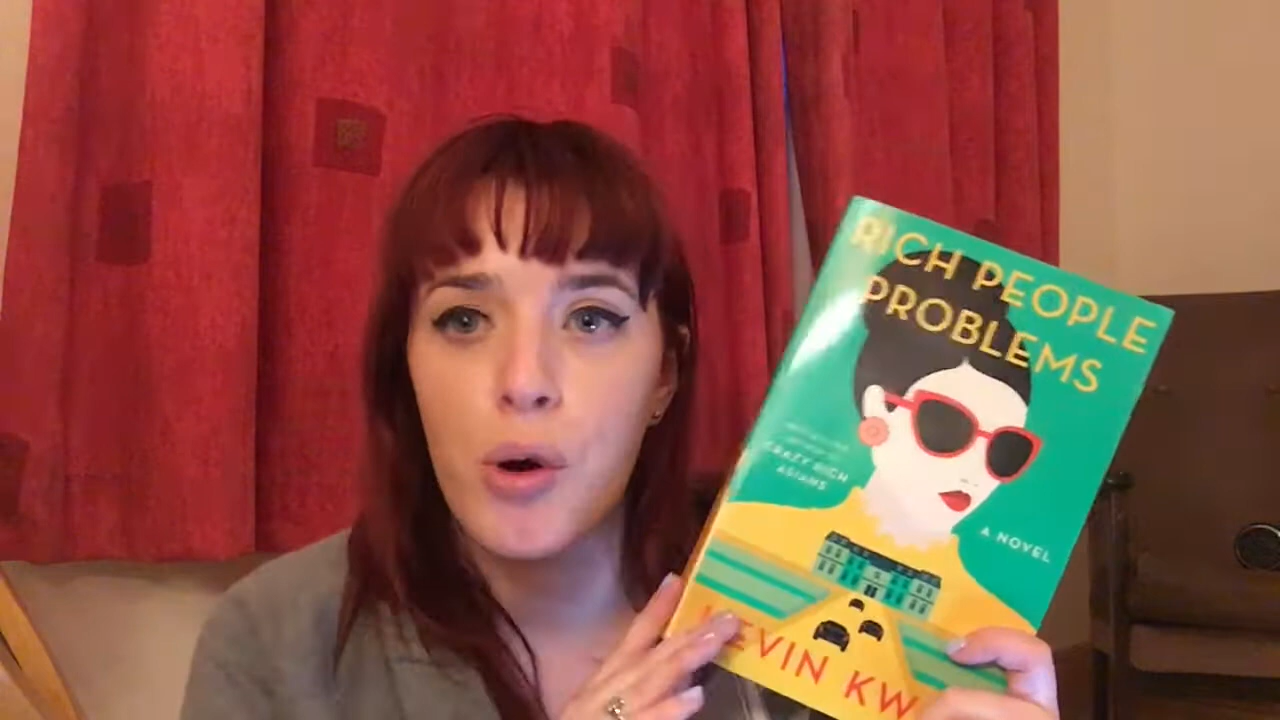 RICH PEOPLE
PROBLEMS
CRAZY RICH
ASIANS
A NOVEL
KEVIN KW